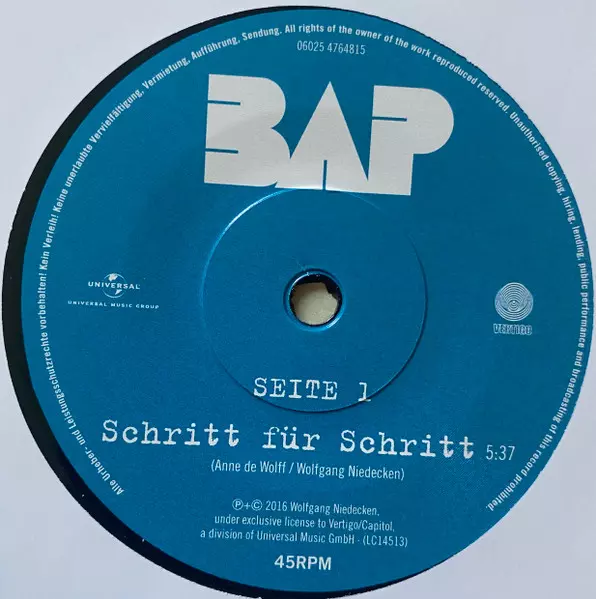 Alle Urheber- und Leistungsschutzrechte vorbehalten! Kein Verleih! Keine unerlaubte Vervielfältigung, Vermietung, Aufführung, Sendung. All rights of the owner of the work reproduced reserved. Unauthorised copying, hiring, lending, public performance and broadcasting of this record prohibited.
06025 4764815
BAP
UNIVERSAL
UNIVERSAL MUSIC GROUP
VERTIGO
SEITE 1
Schritt für Schritt 5:37
(Anne de Wolff / Wolfgang Niedecken)
℗+© 2016 Wolfgang Niedecken,
under exclusive license to Vertigo/Capitol,
a division of Universal Music GmbH · (LC14513)
45RPM